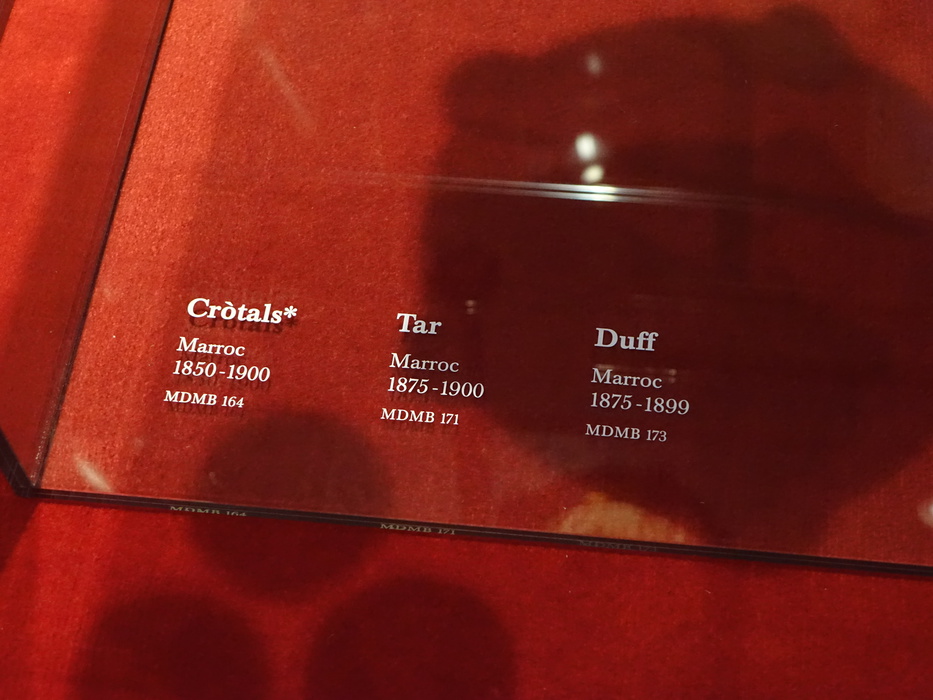 Cròtals*
Marroc
1850-1900
MDMB 164
Tar
Marroc
1875-1900
MDMB 171
Duff
Marroc
1875-1899
MDMB 173